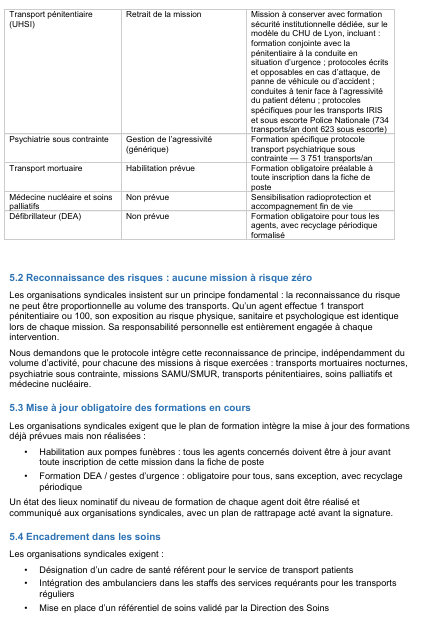 Transport pénitentiaire
(UHSI)
Retrait de la mission
Mission à conserver avec formation
sécurité institutionnelle dédiée, sur le
modèle du CHU de Lyon, incluant :
formation conjointe avec la
pénitentiaire à la conduite en
situation d'urgence ; protocoles écrits
et opposables en cas d'attaque, de
panne de véhicule ou d'accident ;
conduites à tenir face à l'agressivité
du patient détenu ; protocoles
spécifiques pour les transports IRIS
et sous escorte Police Nationale (734
transports/an dont 623 sous escorte)
Psychiatrie sous contrainte
Gestion de l'agressivité
(générique)
Formation spécifique protocole
transport psychiatrique sous
contrainte — 3 751 transports/an
Transport mortuaire
Habilitation prévue
Formation obligatoire préalable à
toute inscription dans la fiche de
poste
Médecine nucléaire et soins
palliatifs
Non prévue
Sensibilisation radioprotection et
accompagnement fin de vie
Défibrillateur (DEA)
Non prévue
Formation obligatoire pour tous les
agents, avec recyclage périodique
formalisé
5.2 Reconnaissance des risques : aucune mission à risque zéro
Les organisations syndicales insistent sur un principe fondamental : la reconnaissance du risque
ne peut être proportionnelle au volume des transports. Qu'un agent effectue 1 transport
pénitentiaire ou 100, son exposition au risque physique, sanitaire et psychologique est identique
lors de chaque mission. Sa responsabilité personnelle est entièrement engagée à chaque
intervention.
Nous demandons que le protocole intègre cette reconnaissance de principe, indépendamment du
volume d'activité, pour chacune des missions à risque exercées : transports mortuaires nocturnes,
psychiatrie sous contrainte, missions SAMU/SMUR, transports pénitentiaires, soins palliatifs et
médecine nucléaire.
5.3 Mise à jour obligatoire des formations en cours
Les organisations syndicales exigent que le plan de formation intègre la mise à jour des formations
déjà prévues mais non réalisées :
• Habilitation aux pompes funèbres : tous les agents concernés doivent être à jour avant
toute inscription de cette mission dans la fiche de poste
• Formation DEA / gestes d'urgence : obligatoire pour tous, sans exception, avec recyclage
périodique
Un état des lieux nominatif du niveau de formation de chaque agent doit être réalisé et
communiqué aux organisations syndicales, avec un plan de rattrapage acté avant la signature.
5.4 Encadrement dans les soins
Les organisations syndicales exigent :
• Désignation d'un cadre de santé référent pour le service de transport patients
• Intégration des ambulanciers dans les staffs des services requérants pour les transports
réguliers
• Mise en place d'un référentiel de soins validé par la Direction des Soins